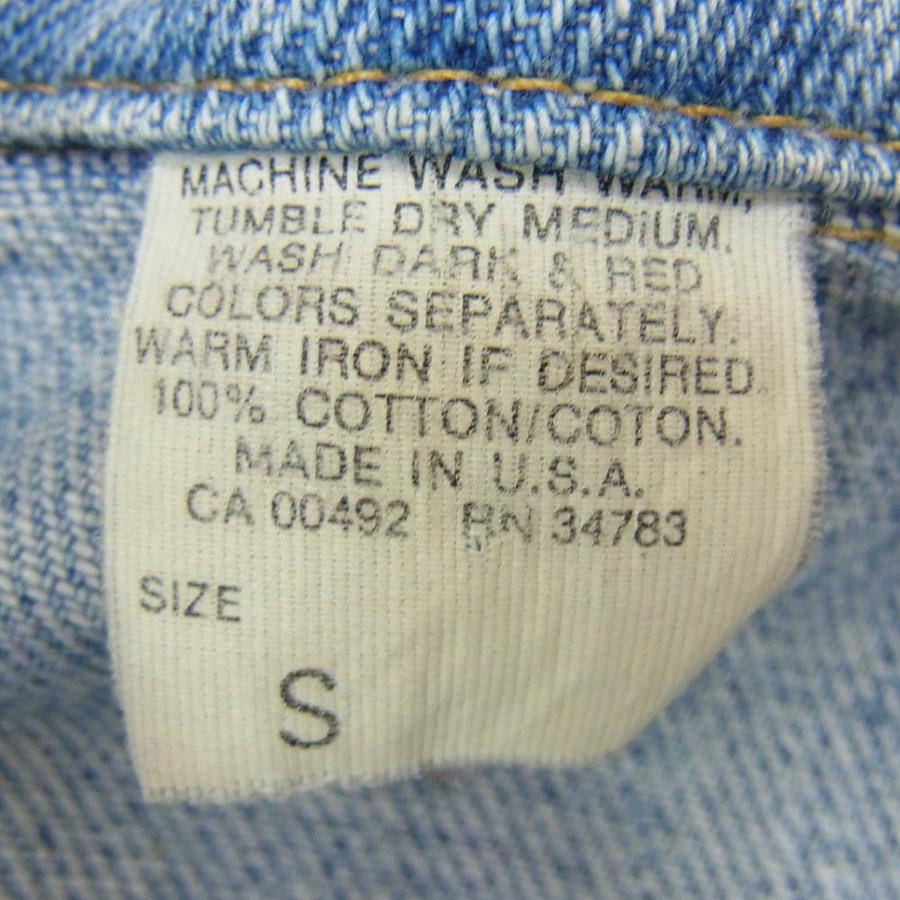 MACHINE WASH WARM,
TUMBLE DRY MEDIUM.
WASH DARK & RED
COLORS SEPARATELY.
WARM IRON IF DESIRED.
100% COTTON/COTON.
MADE IN U.S.A.
CA 00492 RN 34783
SIZE
S